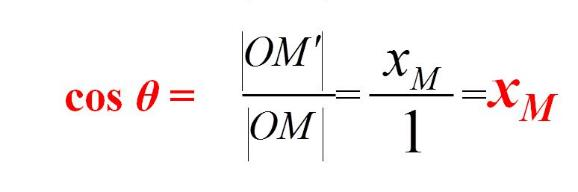 cos θ = |OM'| / |OM| = x_M / 1 = x_M